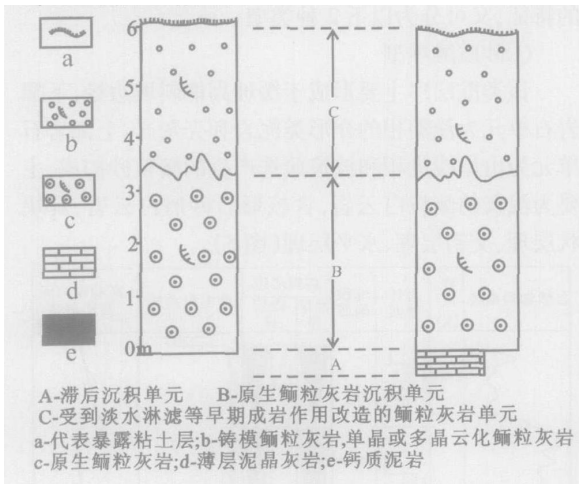 6
5
4
3
2
1
0m
a
b
c
d
e
C
B
A
A-滞后沉积单元 B-原生鲕粒灰岩沉积单元
C-受到淡水淋滤等早期成岩作用改造的鲕粒灰岩单元
a-代表暴露粘土层;b-铸模鲕粒灰岩,单晶或多晶云化鲕粒灰岩
c-原生鲕粒灰岩;d-薄层泥晶灰岩;e-钙质泥岩